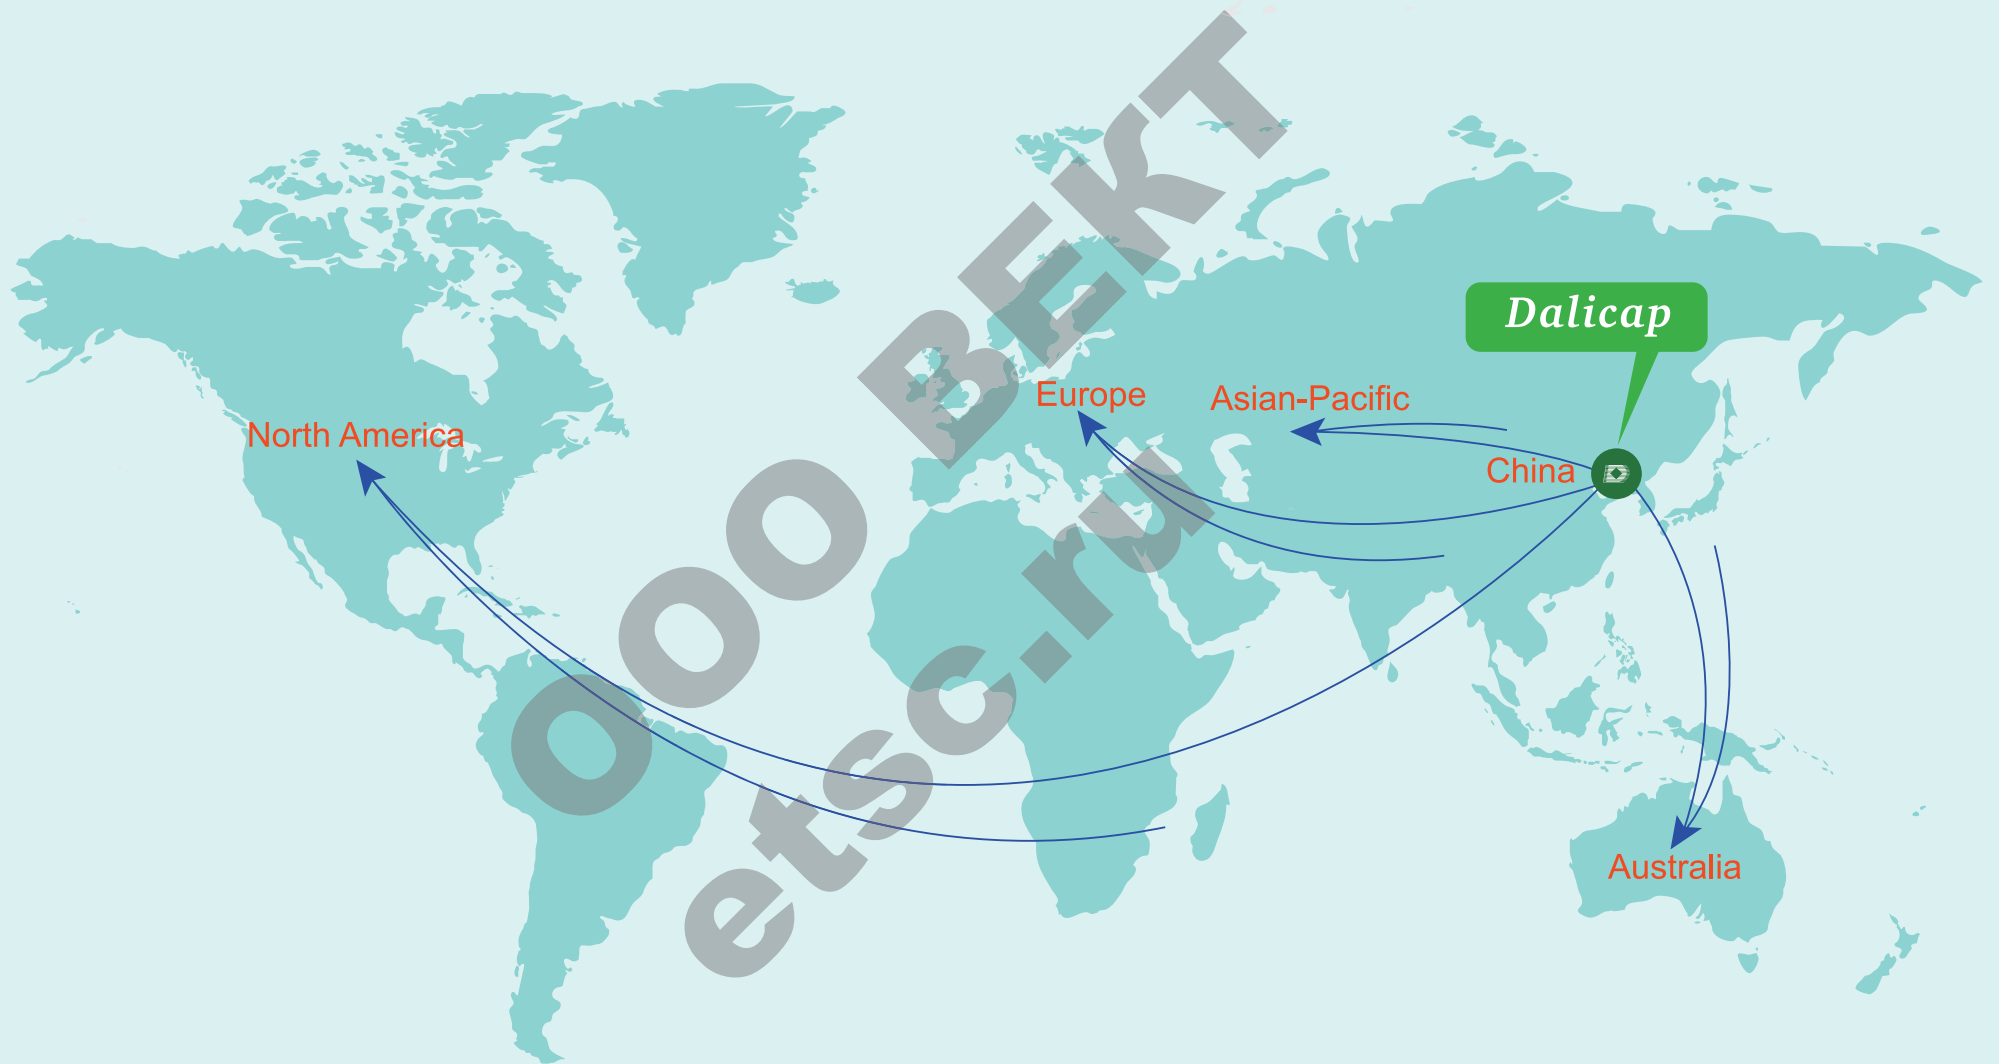 Dalicap
Europe
Asian-Pacific
North America
China
Australia
ООО ВЕКТ
etsc.ru